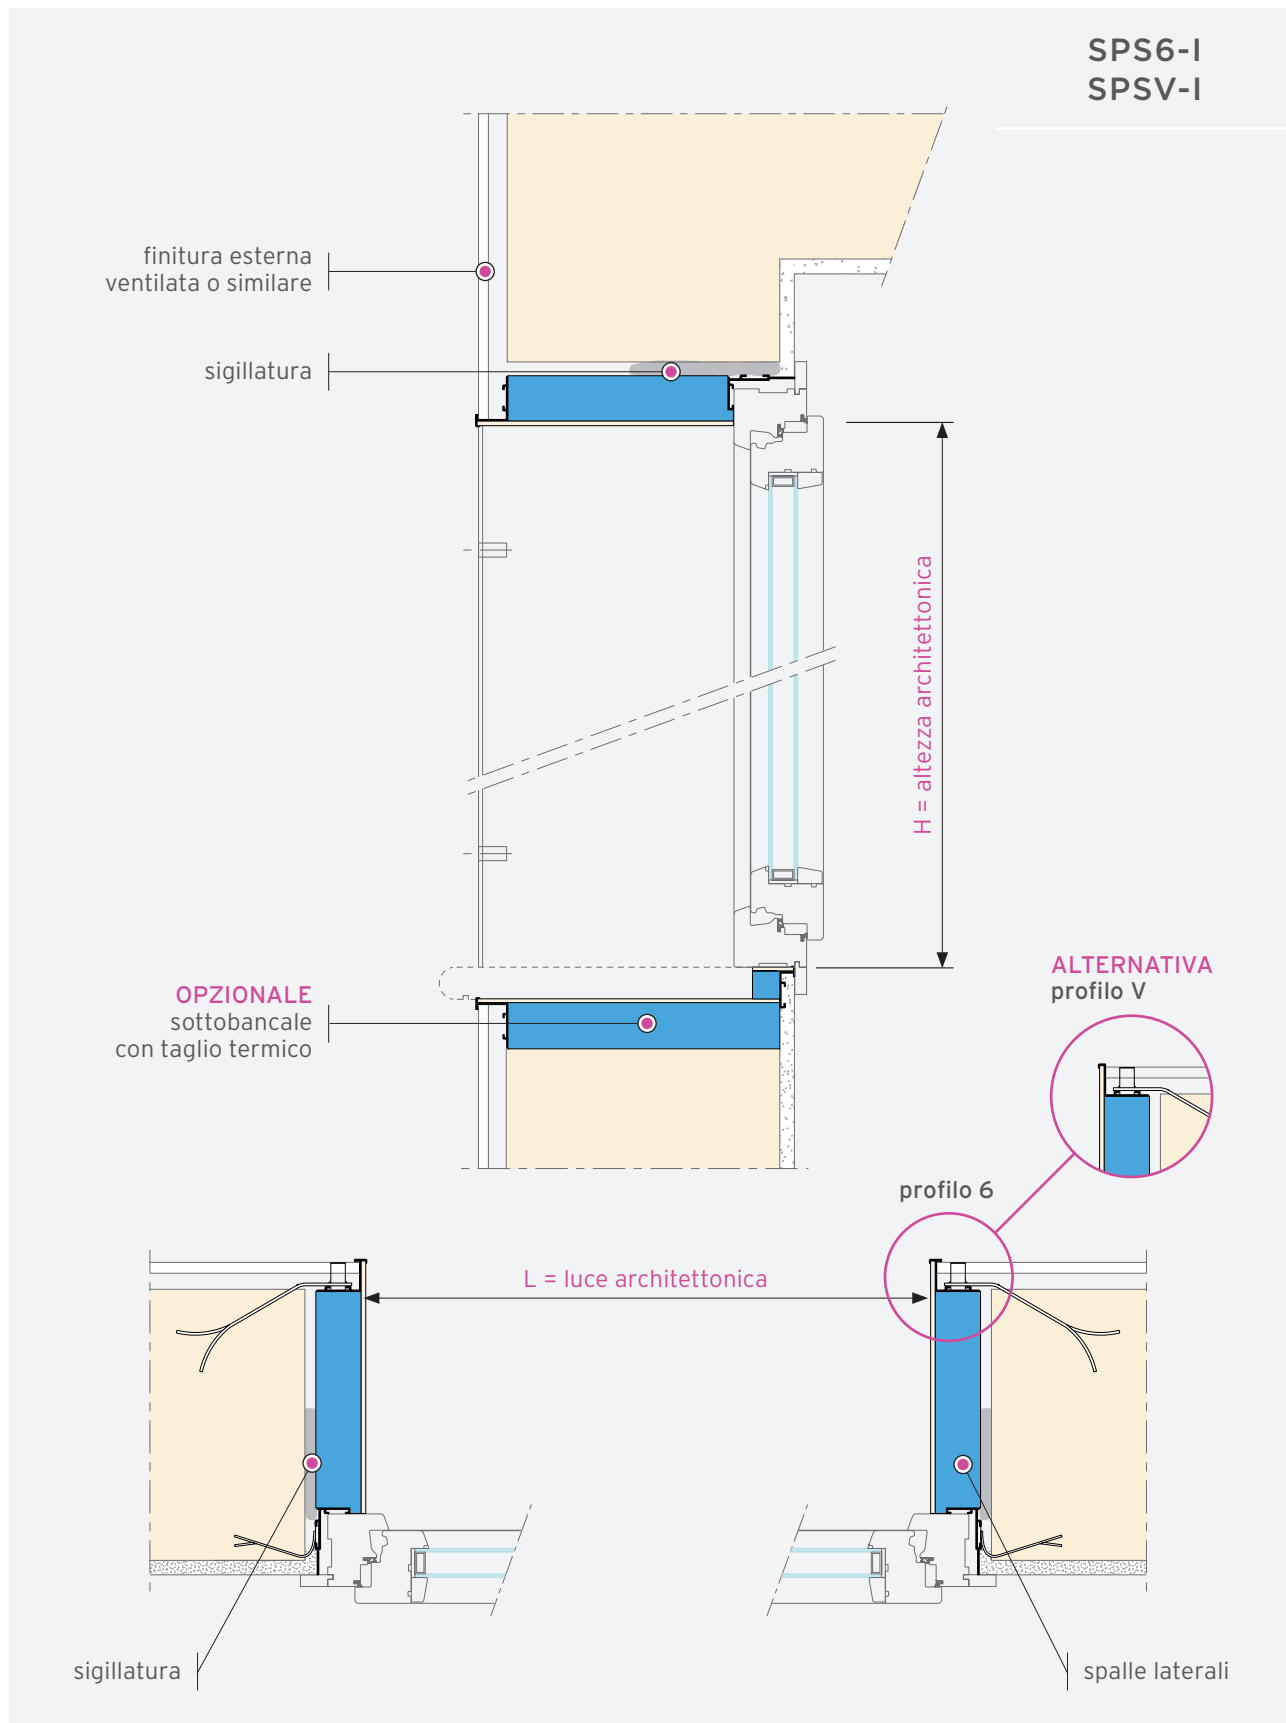 SPS6-I
SPSV-I
finitura esterna
ventilata o similare
sigillatura
H = altezza architettonica
OPZIONALE
sottobancale
con taglio termico
ALTERNATIVA
profilo V
profilo 6
L = luce architettonica
sigillatura
spalle laterali